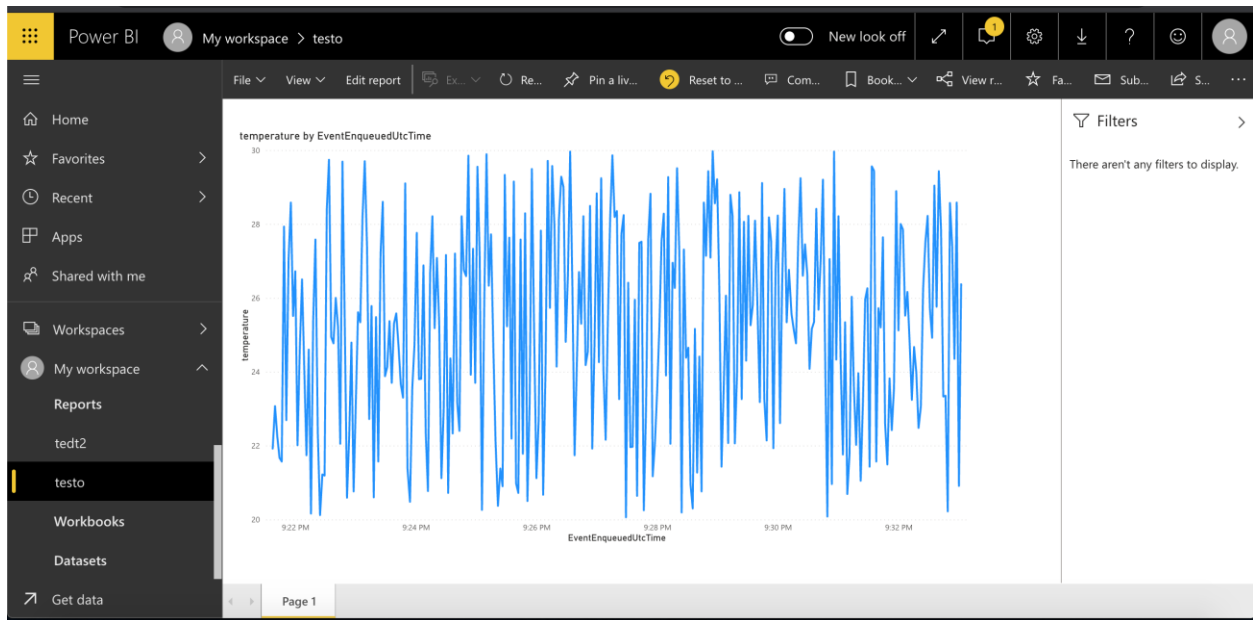 Power BI My workspace > testo New look off 1 ?
File View Edit report Ex... Re... Pin a liv... Reset to ... Com... Book... View r... Fa... Sub... S... ...
Home
Favorites
Recent
Apps
Shared with me
Workspaces
My workspace
Reports
tedt2
testo
Workbooks
Datasets
Get data
temperature by EventEnqueuedUtcTime
30
28
26
24
22
20
temperature
9:22 PM 9:24 PM 9:26 PM 9:28 PM 9:30 PM 9:32 PM
EventEnqueuedUtcTime
Filters
There aren't any filters to display.
Page 1